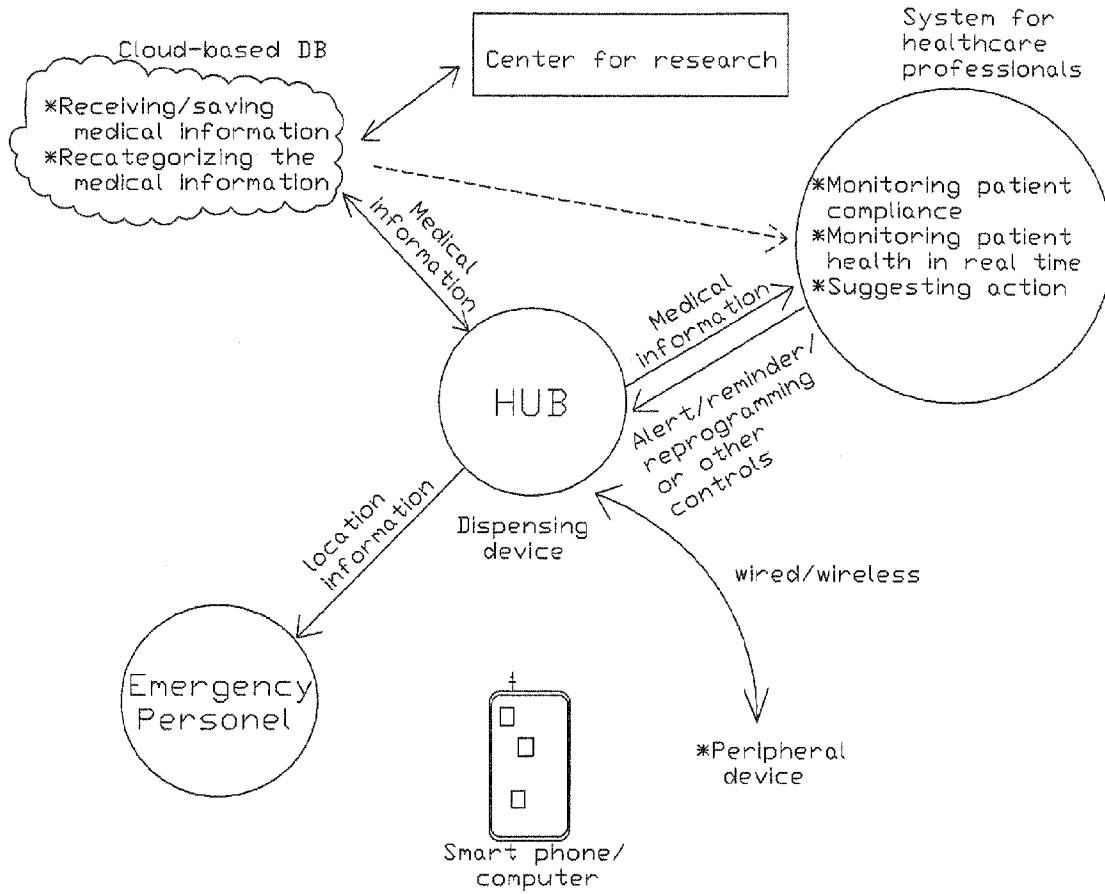 Cloud-based DB
*Receiving/saving
medical information
*Recategorizing the
medical information
Center for research
System for
healthcare
professionals
*Monitoring patient
compliance
*Monitoring patient
health in real time
*Suggesting action
Medical
information
Medical
information
HUB
Alert/reminder/
reprogramming
or other
controls
Dispensing
device
location
information
wired/wireless
Emergency
Personel
*Peripheral
device
Smart phone/
computer